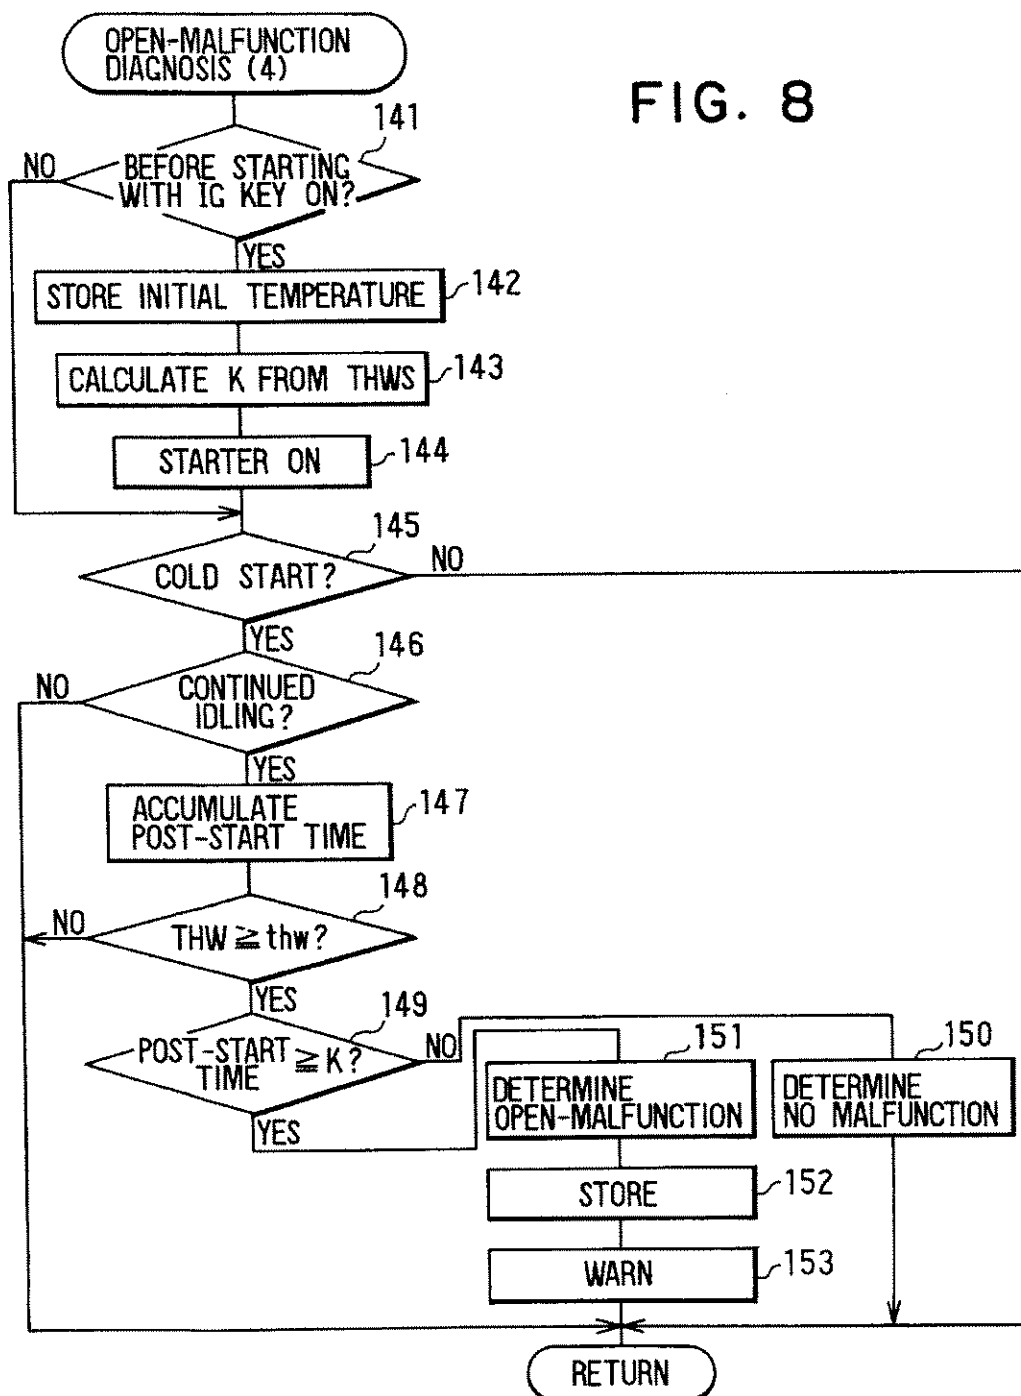 OPEN-MALFUNCTION
DIAGNOSIS (4)
FIG. 8
141
NO
BEFORE STARTING
WITH IG KEY ON?
YES
STORE INITIAL TEMPERATURE
142
CALCULATE K FROM THWS
143
STARTER ON
144
145
COLD START?
NO
YES
146
NO
CONTINUED
IDLING?
YES
ACCUMULATE
POST-START TIME
147
148
NO
THW ≧ thw?
YES
149
POST-START
TIME
≧ K?
NO
YES
151
DETERMINE
OPEN-MALFUNCTION
150
DETERMINE
NO MALFUNCTION
STORE
152
WARN
153
RETURN